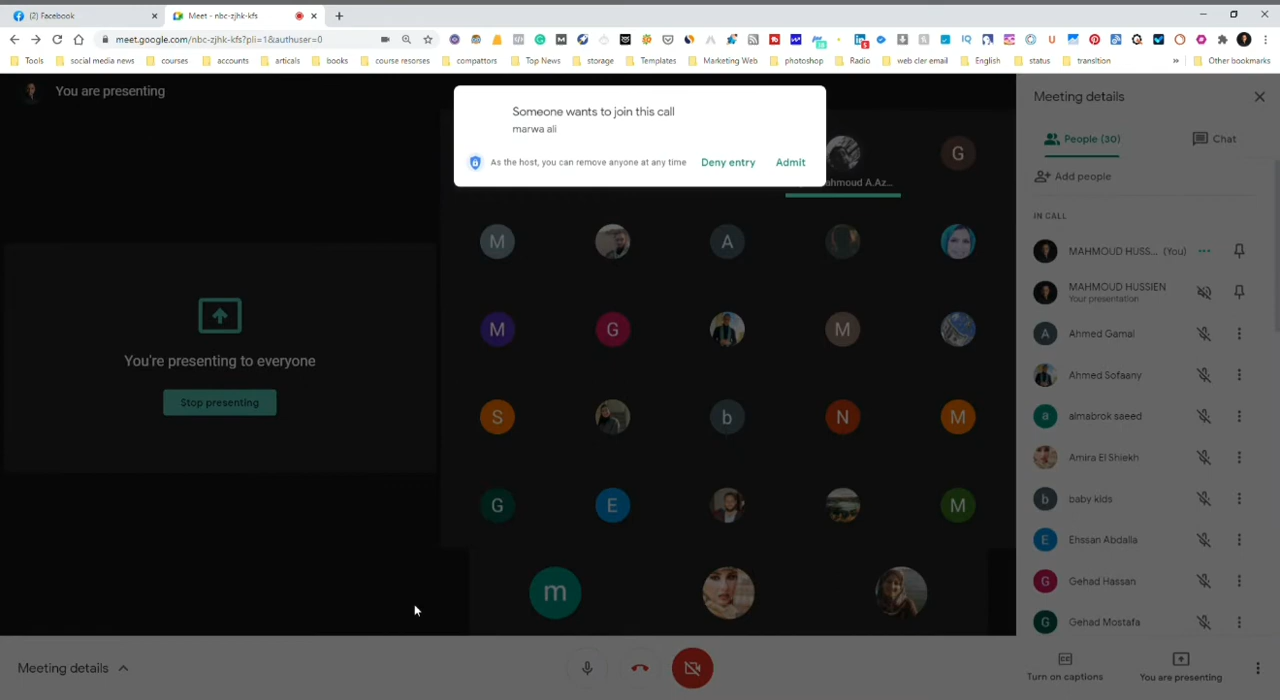 (2) Facebook
Meet - nbc-zjhk-kfs
meet.google.com/nbc-zjhk-kfs?pli=1&authuser=0
Tools social media news courses accounts articals books course resorses compattors Top News storage Templates Marketing Web photoshop Radio web cler email English status transltion » Other bookmarks
You are presenting
Someone wants to join this call
marwa ali
As the host, you can remove anyone at any time Deny entry Admit
ahmoud A.Az...
G
M A
M G M
S b N M
G E M
m
You're presenting to everyone
Stop presenting
Meeting details
People (30) Chat
Add people
IN CALL
MAHMOUD HUSS... (You)
MAHMOUD HUSSIEN
Your presentation
A Ahmed Gamal
Ahmed Sofaany
a almabrok saeed
Amira El Shiekh
b baby kids
E Ehssan Abdalla
G Gehad Hassan
G Gehad Mostafa
Meeting details
CC
Turn on captions
You are presenting